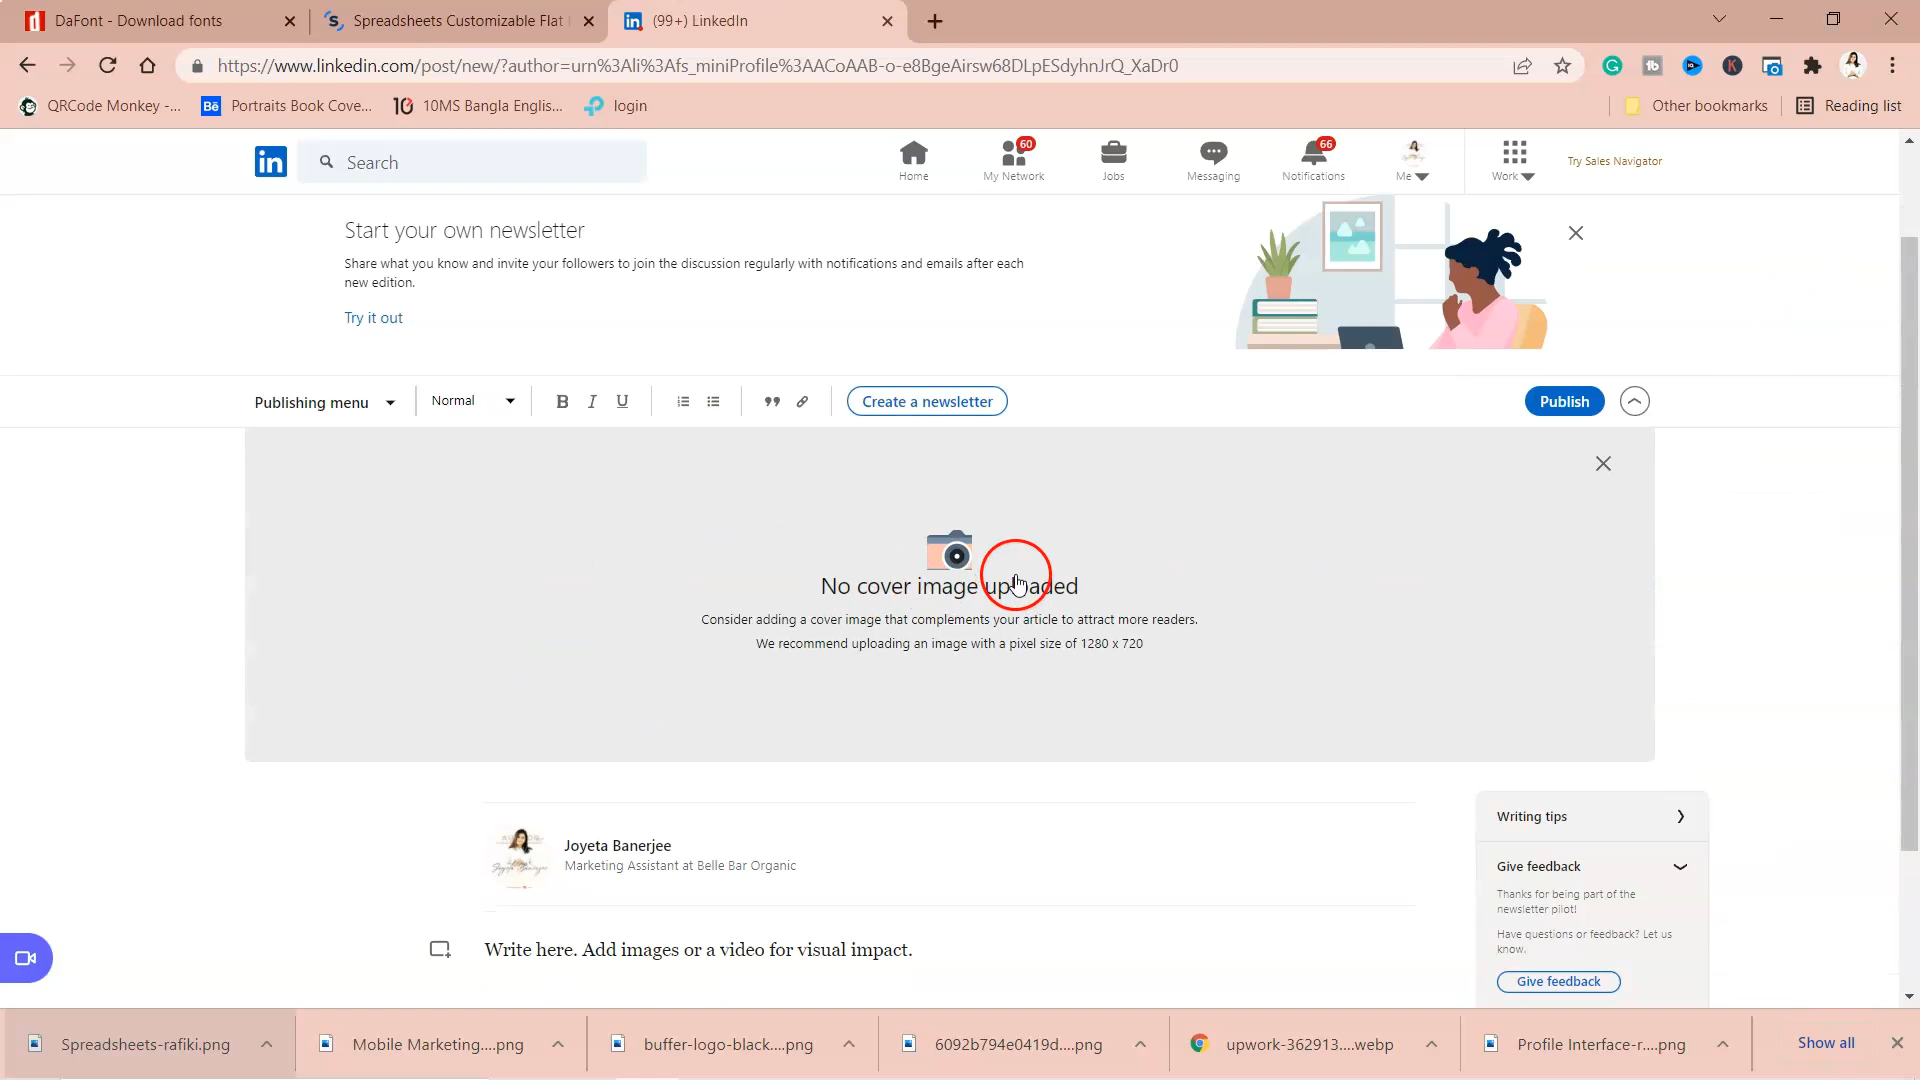 DaFont - Download fonts
Spreadsheets Customizable Flat
(99+) LinkedIn
https://www.linkedin.com/post/new/?author=urn%3Ali%3Afs_miniProfile%3AACoAAB-o-e8BgeAirsw68DLpESdyhnJrQ_XaDr0
QRCode Monkey -...
Bē Portraits Book Cove...
10 10MS Bangla Englis...
login
Other bookmarks
Reading list
in
Search
Home
60
My Network
Jobs
Messaging
66
Notifications
Me
Work
Try Sales Navigator
Start your own newsletter
Share what you know and invite your followers to join the discussion regularly with notifications and emails after each
new edition.
Try it out
Publishing menu
Normal
B I U
Create a newsletter
Publish
No cover image uploaded
Consider adding a cover image that complements your article to attract more readers.
We recommend uploading an image with a pixel size of 1280 x 720
Joyeta Banerjee
Marketing Assistant at Belle Bar Organic
Write here. Add images or a video for visual impact.
Writing tips
Give feedback
Thanks for being part of the
newsletter pilot!
Have questions or feedback? Let us
know.
Give feedback
Spreadsheets-rafiki.png
Mobile Marketing....png
buffer-logo-black....png
6092b794e0419d....png
upwork-362913....webp
Profile Interface-r....png
Show all